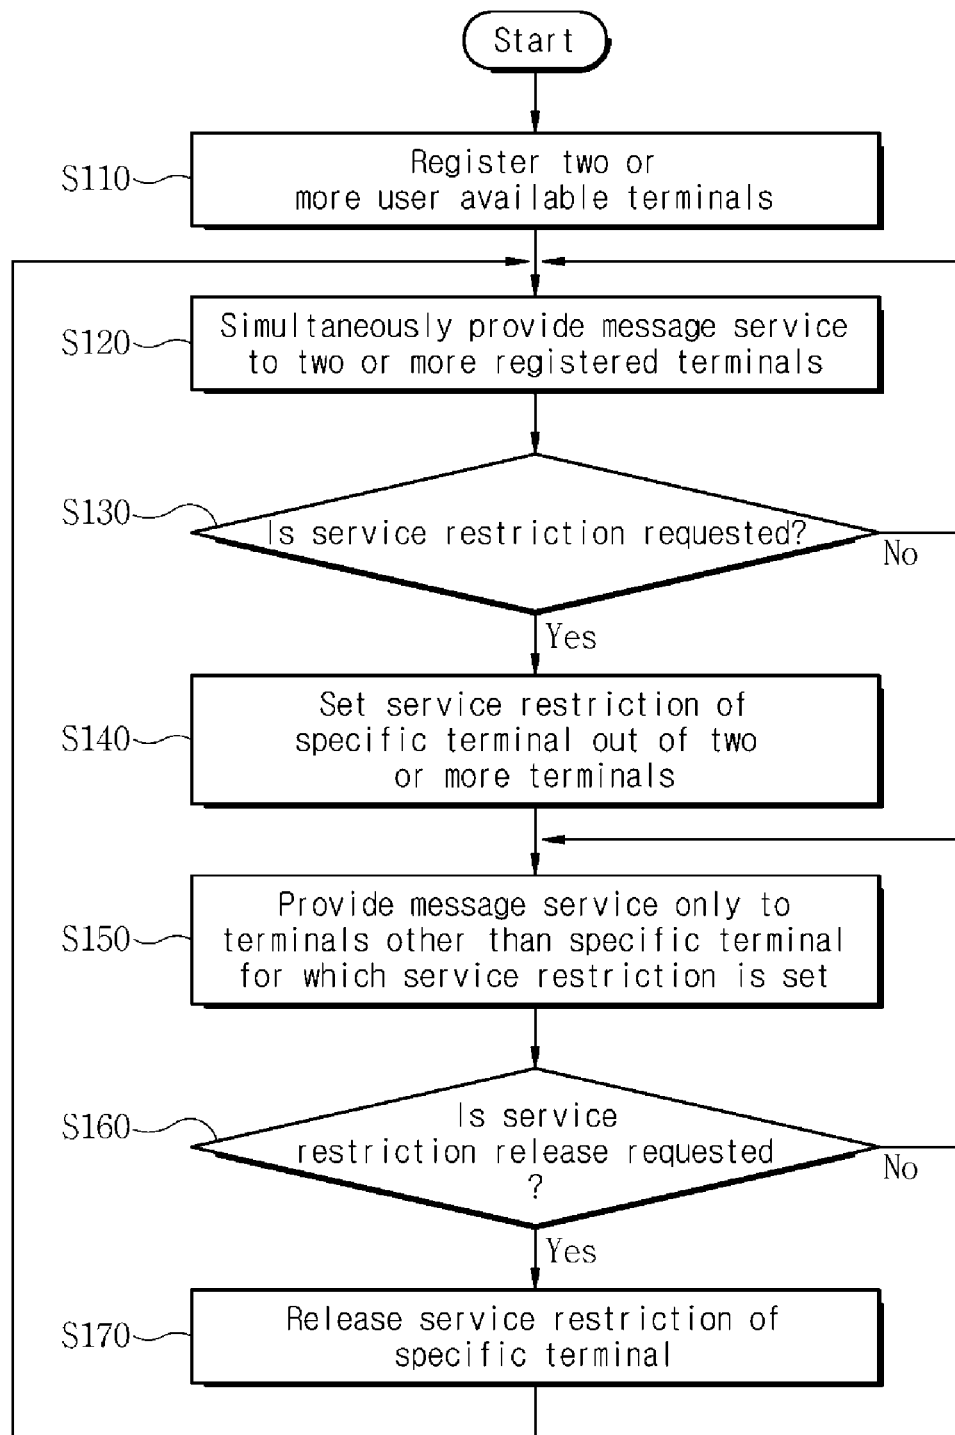 Start
S110
Register two or
more user available terminals
S120
Simultaneously provide message service
to two or more registered terminals
S130
Is service restriction requested?
No
Yes
S140
Set service restriction of
specific terminal out of two
or more terminals
S150
Provide message service only to
terminals other than specific terminal
for which service restriction is set
S160
Is service
restriction release requested
?
No
Yes
S170
Release service restriction of
specific terminal